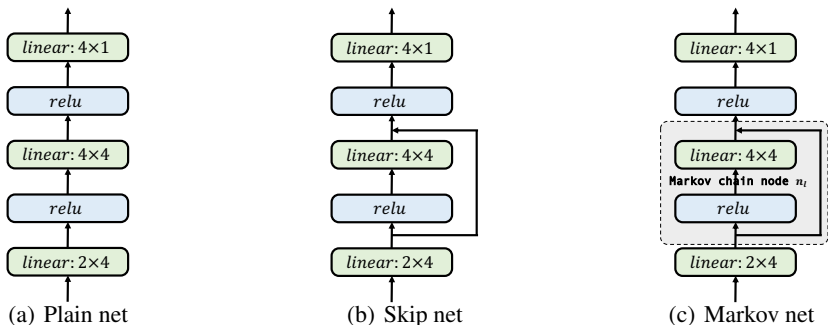 linear: 4×1
relu
linear: 4×4
relu
linear: 2×4
(a) Plain net
linear: 4×1
relu
linear: 4×4
relu
linear: 2×4
(b) Skip net
linear: 4×1
relu
linear: 4×4
Markov chain node nₗ
relu
linear: 2×4
(c) Markov net